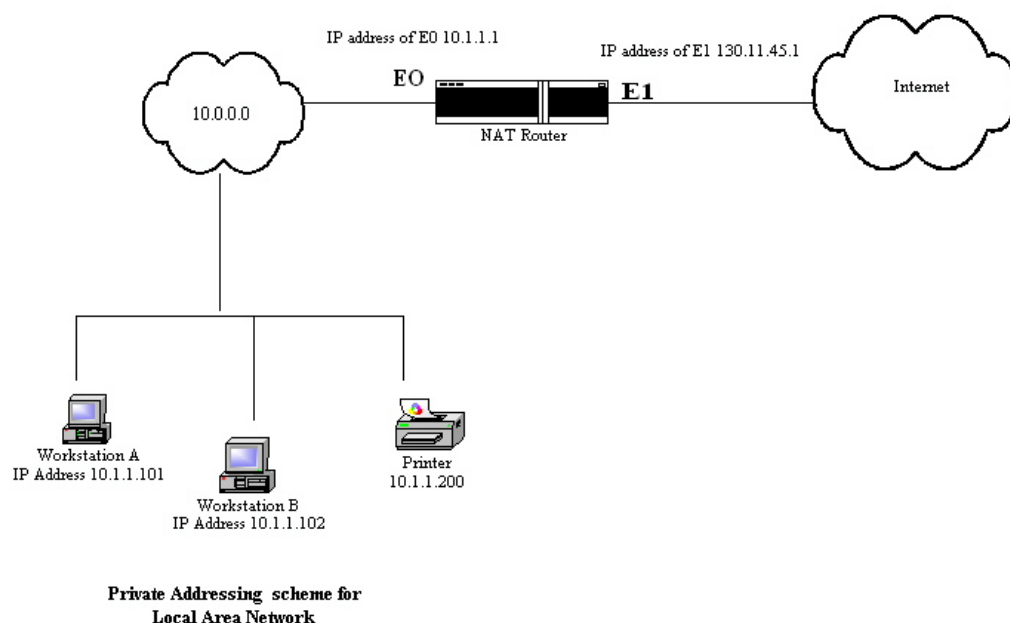 IP address of E0 10.1.1.1
IP address of E1 130.11.45.1
EO
E1
Internet
10.0.0.0
NAT Router
Workstation A
IP Address 10.1.1.101
Printer
10.1.1.200
Workstation B
IP Address 10.1.1.102
Private Addressing scheme for
Local Area Network